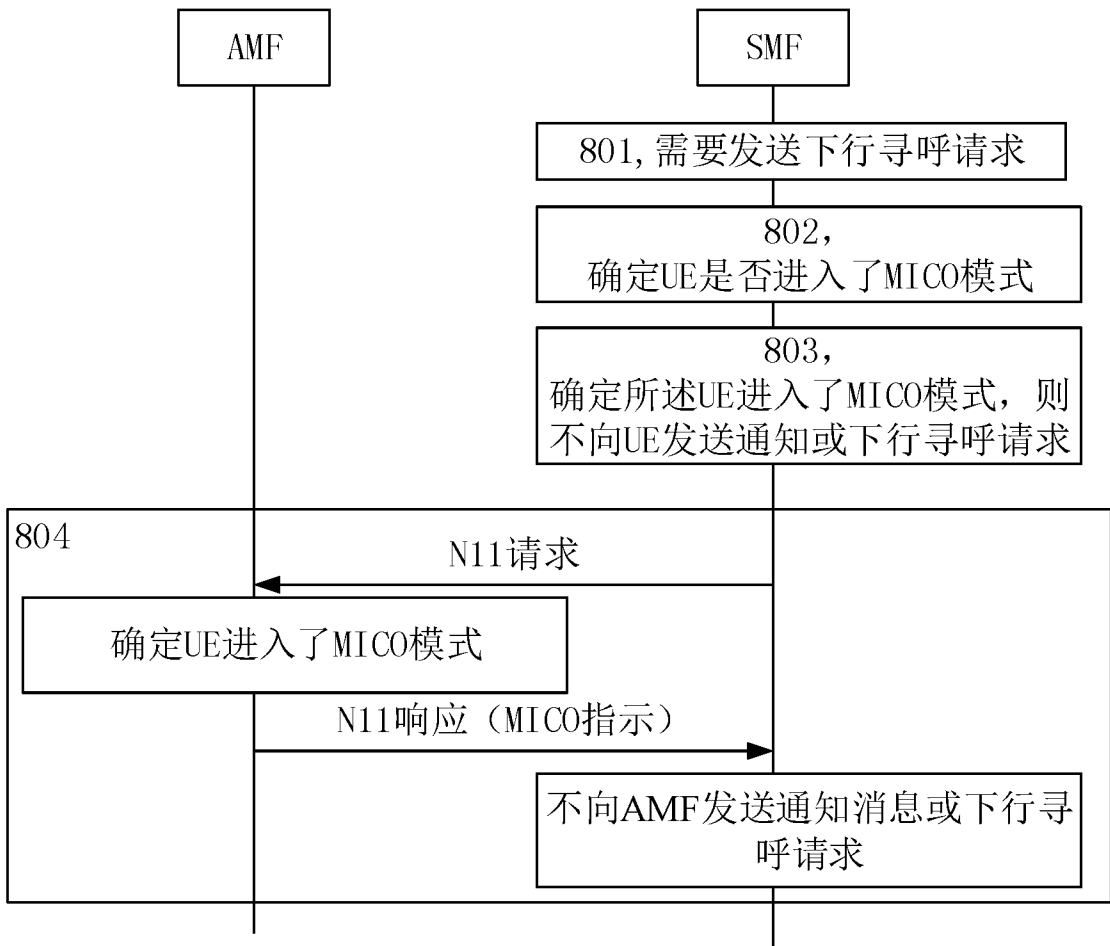 AMF
SMF
801,需要发送下行寻呼请求
802，
确定UE是否进入了MICO模式
803，
确定所述UE进入了MICO模式，则
不向UE发送通知或下行寻呼请求
804
N11请求
确定UE进入了MICO模式
N11响应（MICO指示）
不向AMF发送通知消息或下行寻
呼请求